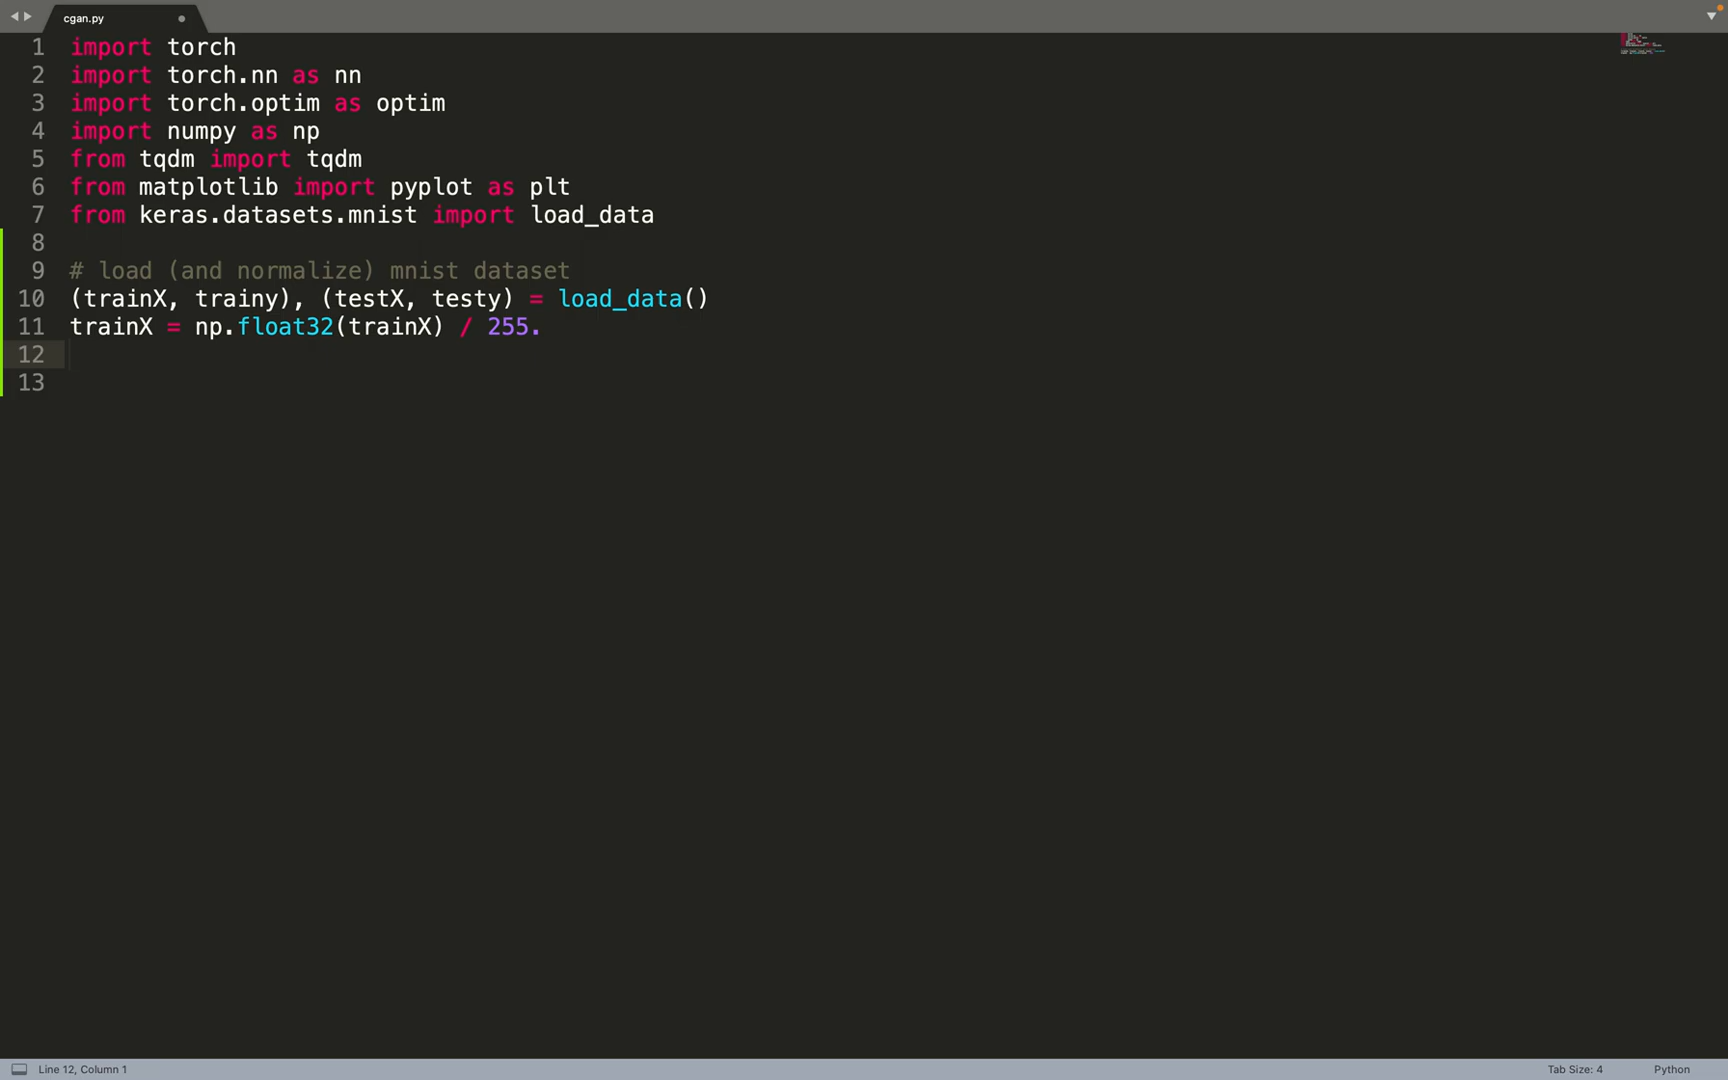 cgan.py
1 import torch
2 import torch.nn as nn
3 import torch.optim as optim
4 import numpy as np
5 from tqdm import tqdm
6 from matplotlib import pyplot as plt
7 from keras.datasets.mnist import load_data
8
9 # load (and normalize) mnist dataset
10 (trainX, trainy), (testX, testy) = load_data()
11 trainX = np.float32(trainX) / 255.
12
13
Line 12, Column 1
Tab Size: 4
Python